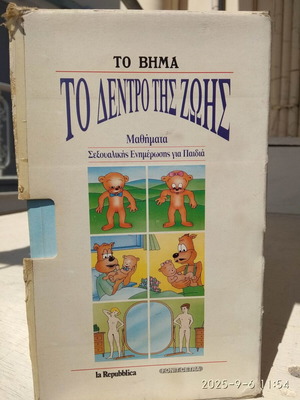 ΤΟ ΒΗΜΑ
ΤΟ ΔΕΝΤΡΟ ΤΗΣ ΖΩΗΣ
Μαθήματα
Σεξουαλικής Ενημέρωσης για Παιδιά
la Repubblica
2025-9-6 11:54